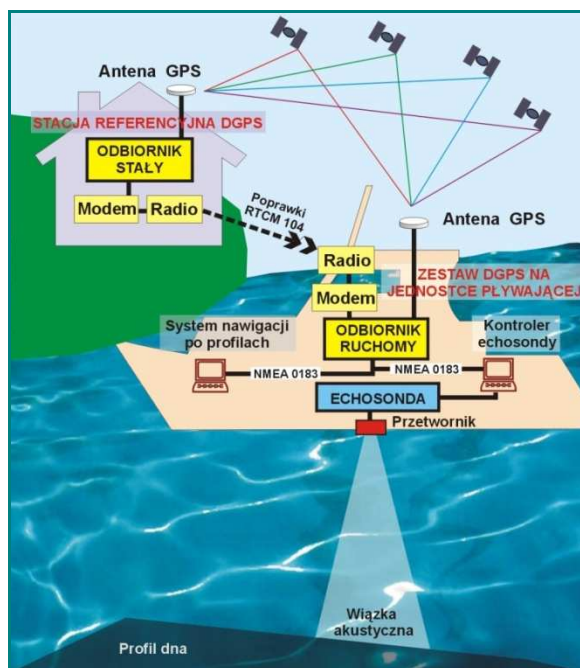 Antena GPS
STACJA REFERENCYJNA DGPS
ODBIORNIK
STAŁY
Modem
Radio
Poprawki
RTCM 104
Antena GPS
Radio
ZESTAW DGPS NA
JEDNOSTCE PŁYWAJĄCEJ
Modem
System nawigacji
po profilach
ODBIORNIK
RUCHOMY
Kontroler
echosondy
NMEA 0183
NMEA 0183
ECHOSONDA
Przetwornik
Wiązka
akustyczna
Profil dna